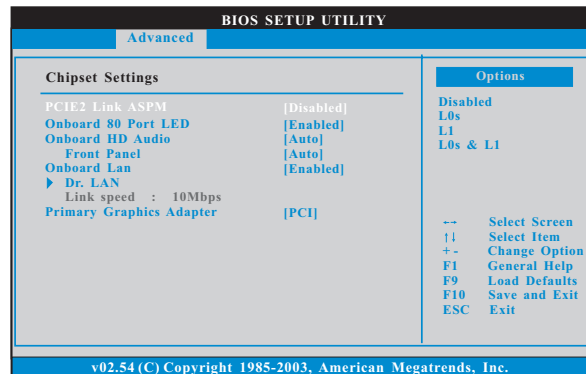 BIOS SETUP UTILITY
Advanced
Chipset Settings
PCIE2 Link ASPM [Disabled]
Onboard 80 Port LED [Enabled]
Onboard HD Audio [Auto]
Front Panel [Auto]
Onboard Lan [Enabled]
Dr. LAN
Link speed : 10Mbps
Primary Graphics Adapter [PCI]
Options
Disabled
L0s
L1
L0s & L1
←→ Select Screen
↑↓ Select Item
+ - Change Option
F1 General Help
F9 Load Defaults
F10 Save and Exit
ESC Exit
v02.54 (C) Copyright 1985-2003, American Megatrends, Inc.